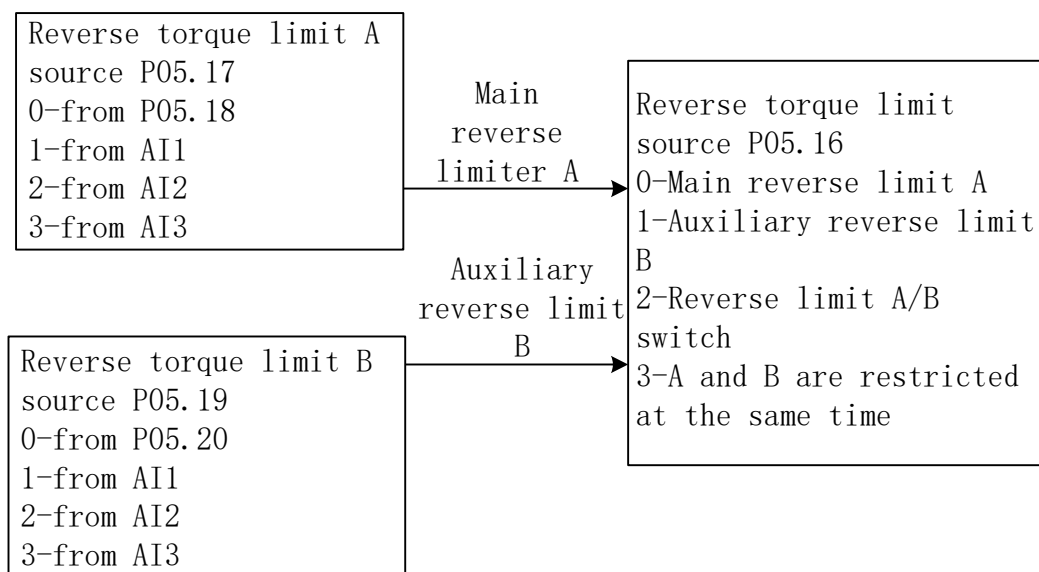 Reverse torque limit A
source P05.17
0-from P05.18
1-from AI1
2-from AI2
3-from AI3
Main
reverse
limiter A
Auxiliary
reverse limit
B
Reverse torque limit B
source P05.19
0-from P05.20
1-from AI1
2-from AI2
3-from AI3
Reverse torque limit
source P05.16
0-Main reverse limit A
1-Auxiliary reverse limit
B
2-Reverse limit A/B
switch
3-A and B are restricted
at the same time